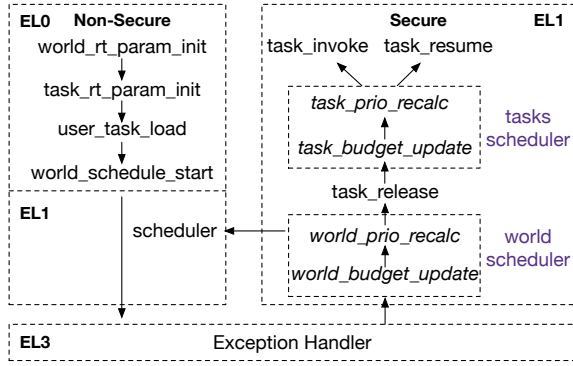 EL0 Non-Secure
world_rt_param_init
task_rt_param_init
user_task_load
world_schedule_start
EL1
scheduler
Secure EL1
task_invoke task_resume
task_prio_recalc
task_budget_update
tasks
scheduler
task_release
world_prio_recalc
world_budget_update
world
scheduler
EL3 Exception Handler